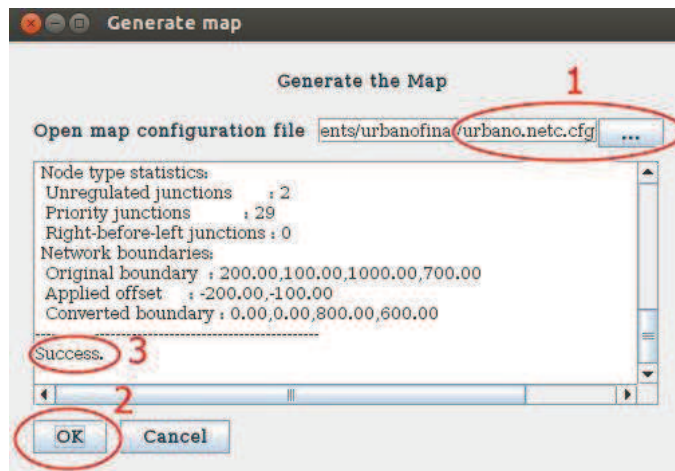 Generate map
Generate the Map
1
Open map configuration file ents/urbanofinal/urbano.netc.cfg ...
Node type statistics:
Unregulated junctions : 2
Priority junctions : 29
Right-before-left junctions : 0
Network boundaries:
Original boundary : 200.00,100.00,1000.00,700.00
Applied offset : -200.00,-100.00
Converted boundary : 0.00,0.00,800.00,600.00
----------------------------------------------------
Success. 3
2
OK Cancel